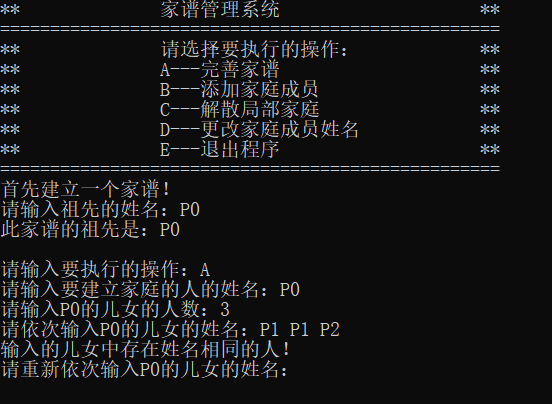 **              家谱管理系统                    **
==================================================
**              请选择要执行的操作:             **
**              A---完善家谱                    **
**              B---添加家庭成员                **
**              C---解散局部家庭                **
**              D---更改家庭成员姓名            **
**              E---退出程序                    **
==================================================
首先建立一个家谱!
请输入祖先的姓名: P0
此家谱的祖先是: P0

请输入要执行的操作: A
请输入要建立家庭的人的姓名: P0
请输入P0的儿女的人数: 3
请依次输入P0的儿女的姓名: P1 P1 P2
输入的儿女中存在姓名相同的人!
请重新依次输入P0的儿女的姓名: